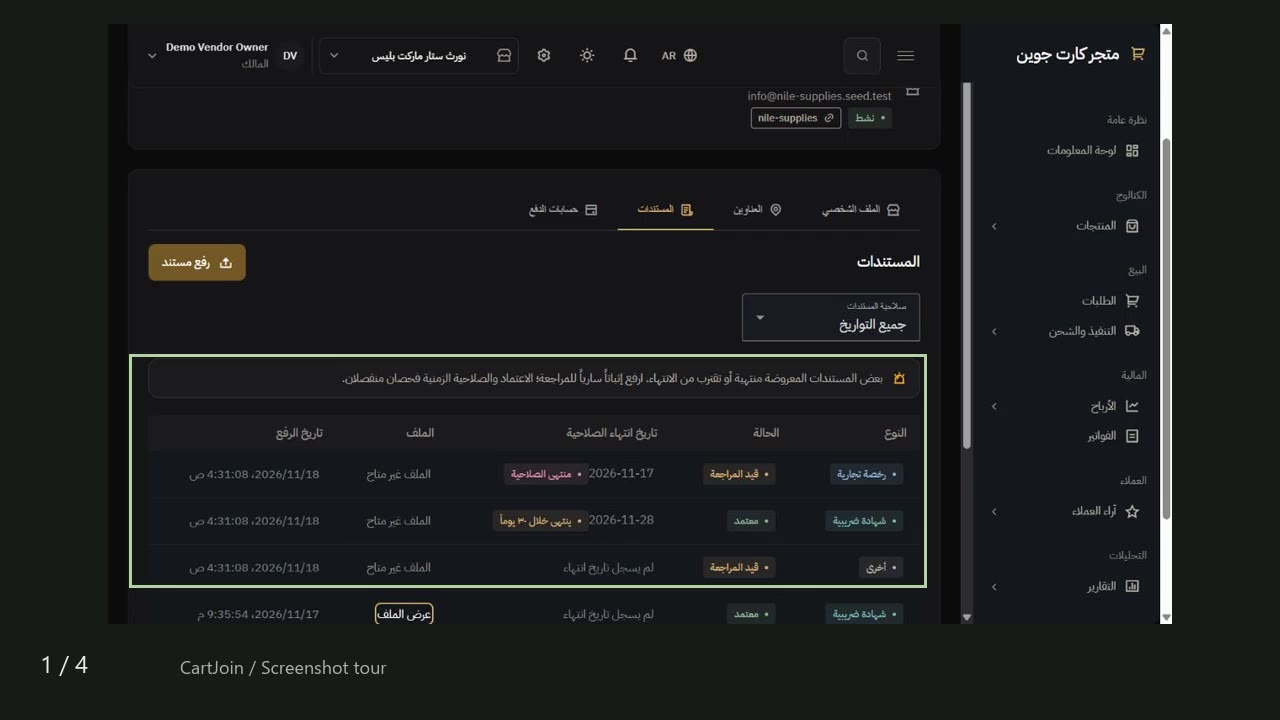 متجر كارت جوين
AR
نورث ستار ماركت بليس
DV
Demo Vendor Owner
المالك
نظرة عامة
لوحة المعلومات
الكتالوج
المنتجات
البيع
الطلبات
التنفيذ والشحن
المالية
الأرباح
الفواتير
العملاء
آراء العملاء
التحليلات
التقارير
info@nile-supplies.seed.test
نشط
nile-supplies
الملف الشخصي
العناوين
المستندات
حسابات الدفع
المستندات
رفع مستند
صلاحية المستندات
جميع التواريخ
بعض المستندات المعروضة منتهية أو تقترب من الانتهاء. ارفع إثباتاً سارياً للمراجعة؛ الاعتماد والصلاحية الزمنية فحصان منفصلان.
النوع الحالة تاريخ انتهاء الصلاحية الملف تاريخ الرفع
رخصة تجارية قيد المراجعة 2026-11-17 منتهي الصلاحية الملف غير متاح 2026/11/18، 4:31:08 ص
شهادة ضريبية معتمد 2026-11-28 ينتهي خلال ٣٠ يوماً الملف غير متاح 2026/11/18، 4:31:08 ص
أخرى قيد المراجعة لم يسجل تاريخ انتهاء الملف غير متاح 2026/11/18، 4:31:08 ص
شهادة ضريبية معتمد لم يسجل تاريخ انتهاء عرض الملف 2026/11/17، 9:35:54 م
1 / 4
CartJoin / Screenshot tour